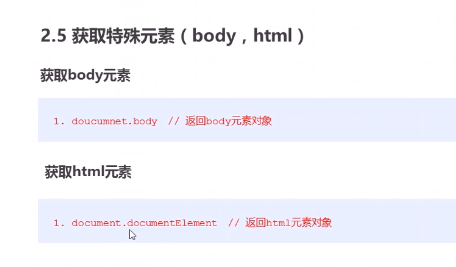 2.5 获取特殊元素（body，html）
获取body元素
1. doucumnet.body // 返回body元素对象
获取html元素
1. document.documentElement // 返回html元素对象